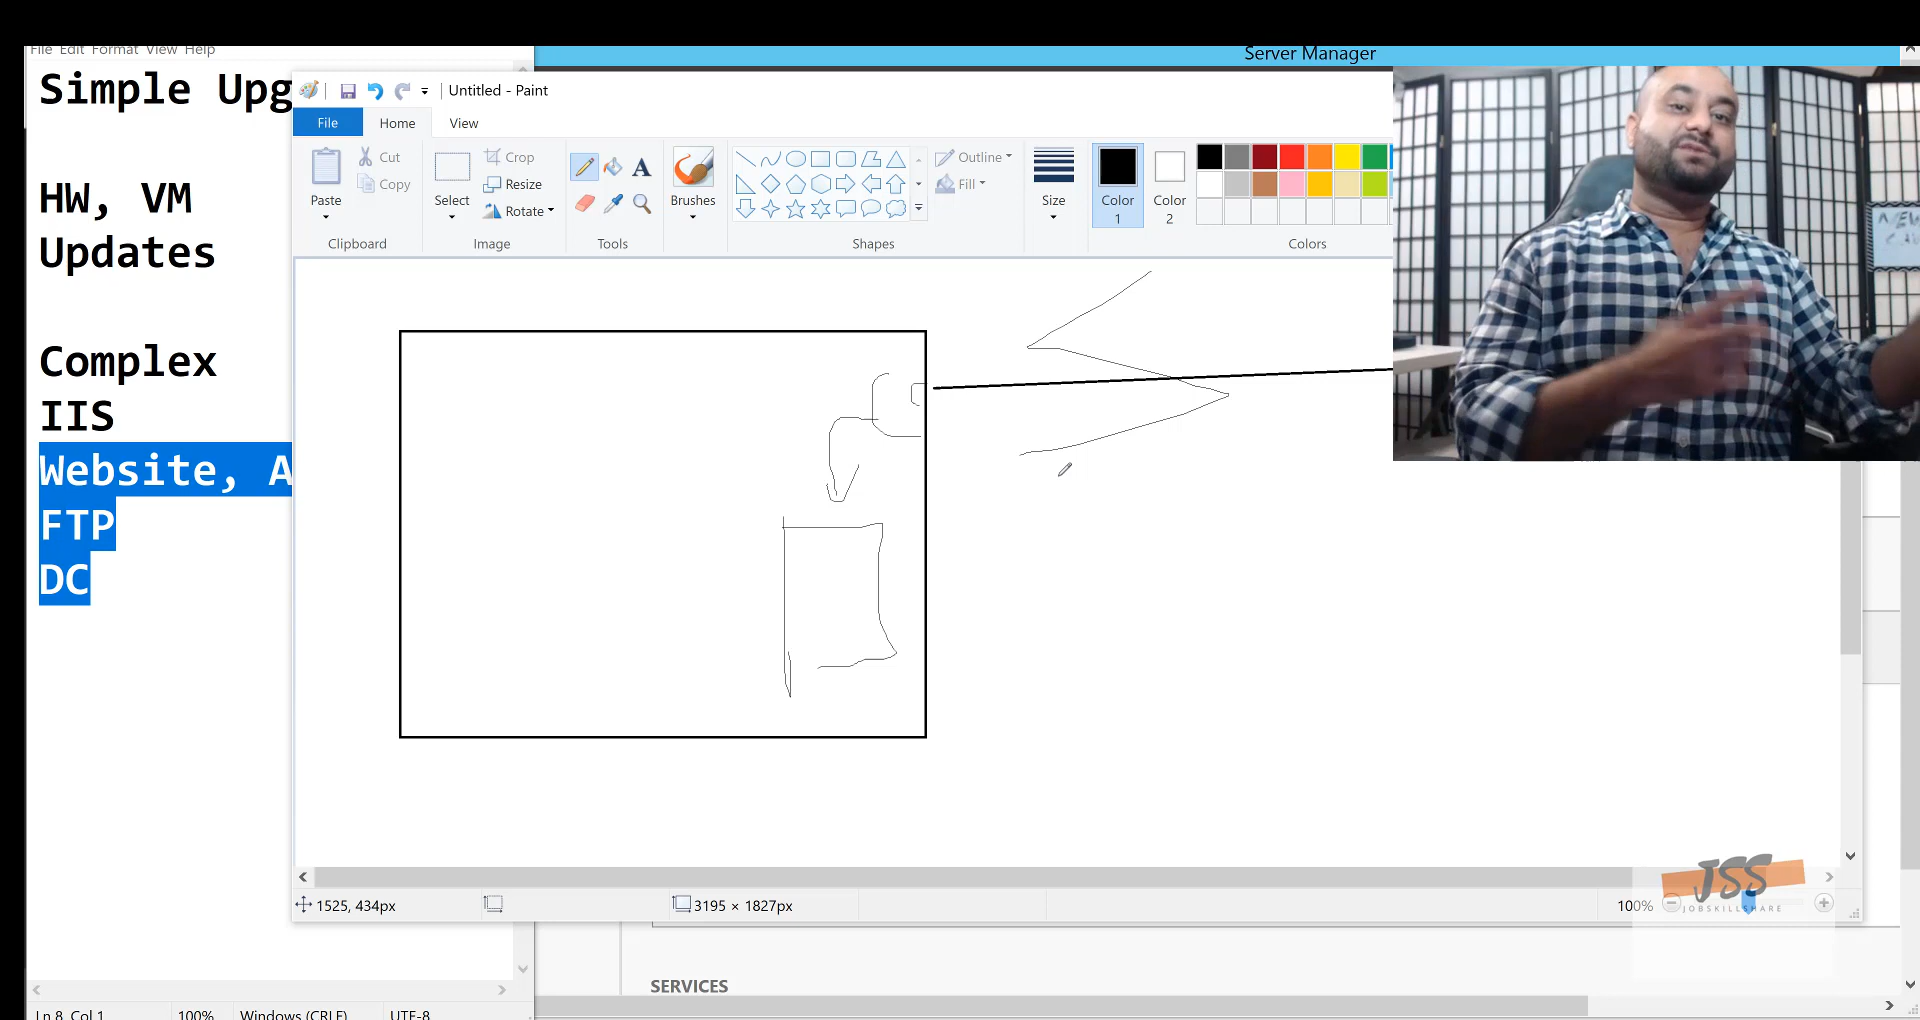 File Edit Format View Help
Server Manager
Simple Upg
HW, VM
Updates
Complex
IIS
Website, A
FTP
DC
Untitled - Paint
File Home View
Paste
Cut
Copy
Clipboard
Select
Crop
Resize
Rotate
Image
A
Tools
Brushes
Shapes
Outline
Fill
Size
Color 1
Color 2
Colors
NEW
1525, 434px
3195 × 1827px
100%
JSS
JOBSKILLSHARE
SERVICES
Ln 8, Col 1
100%
Windows (CRLF)
UTF-8